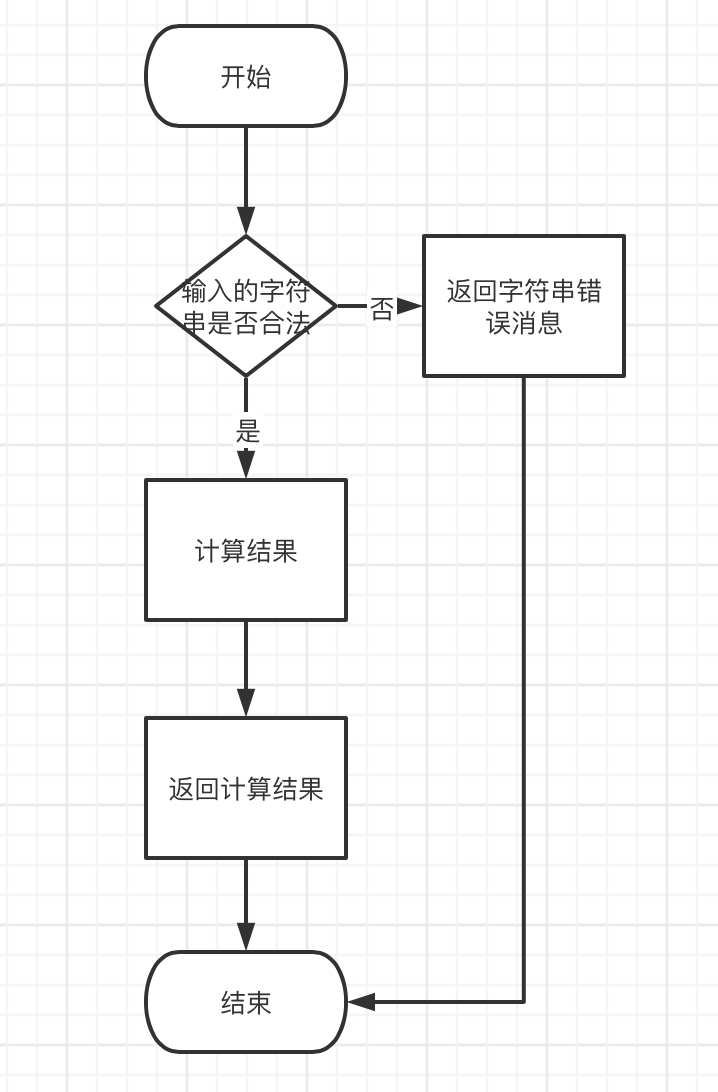 开始
输入的字符
串是否合法
否
返回字符串错
误消息
是
计算结果
返回计算结果
结束